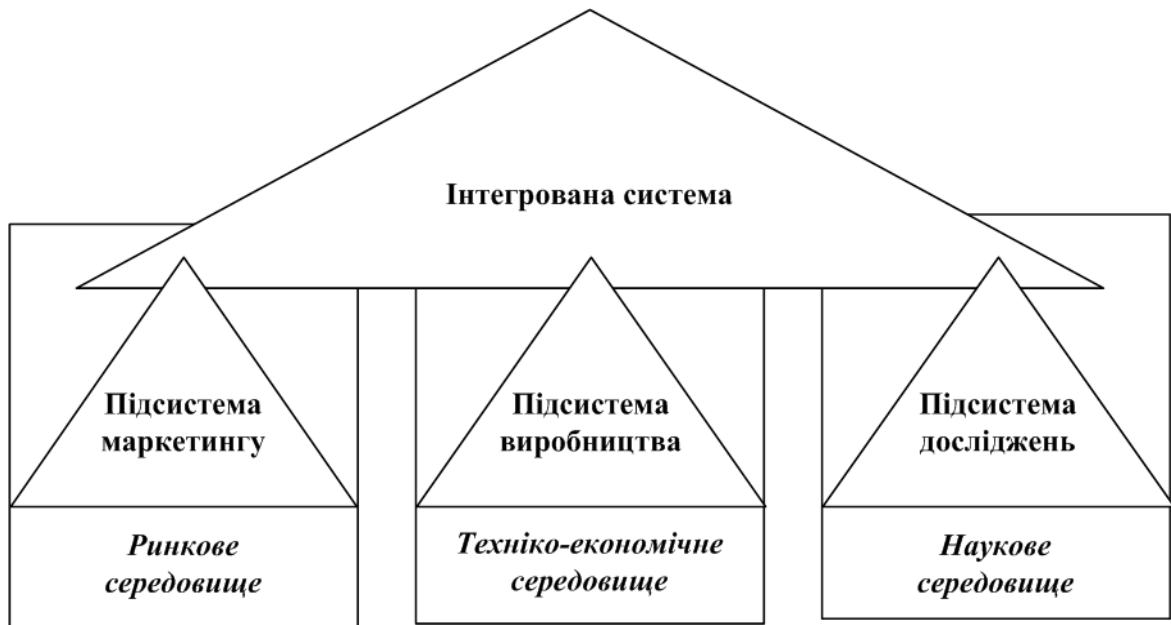 Інтегрована система
Підсистема
маркетингу
Підсистема
виробництва
Підсистема
досліджень
Ринкове
середовище
Техніко-економічне
середовище
Наукове
середовище